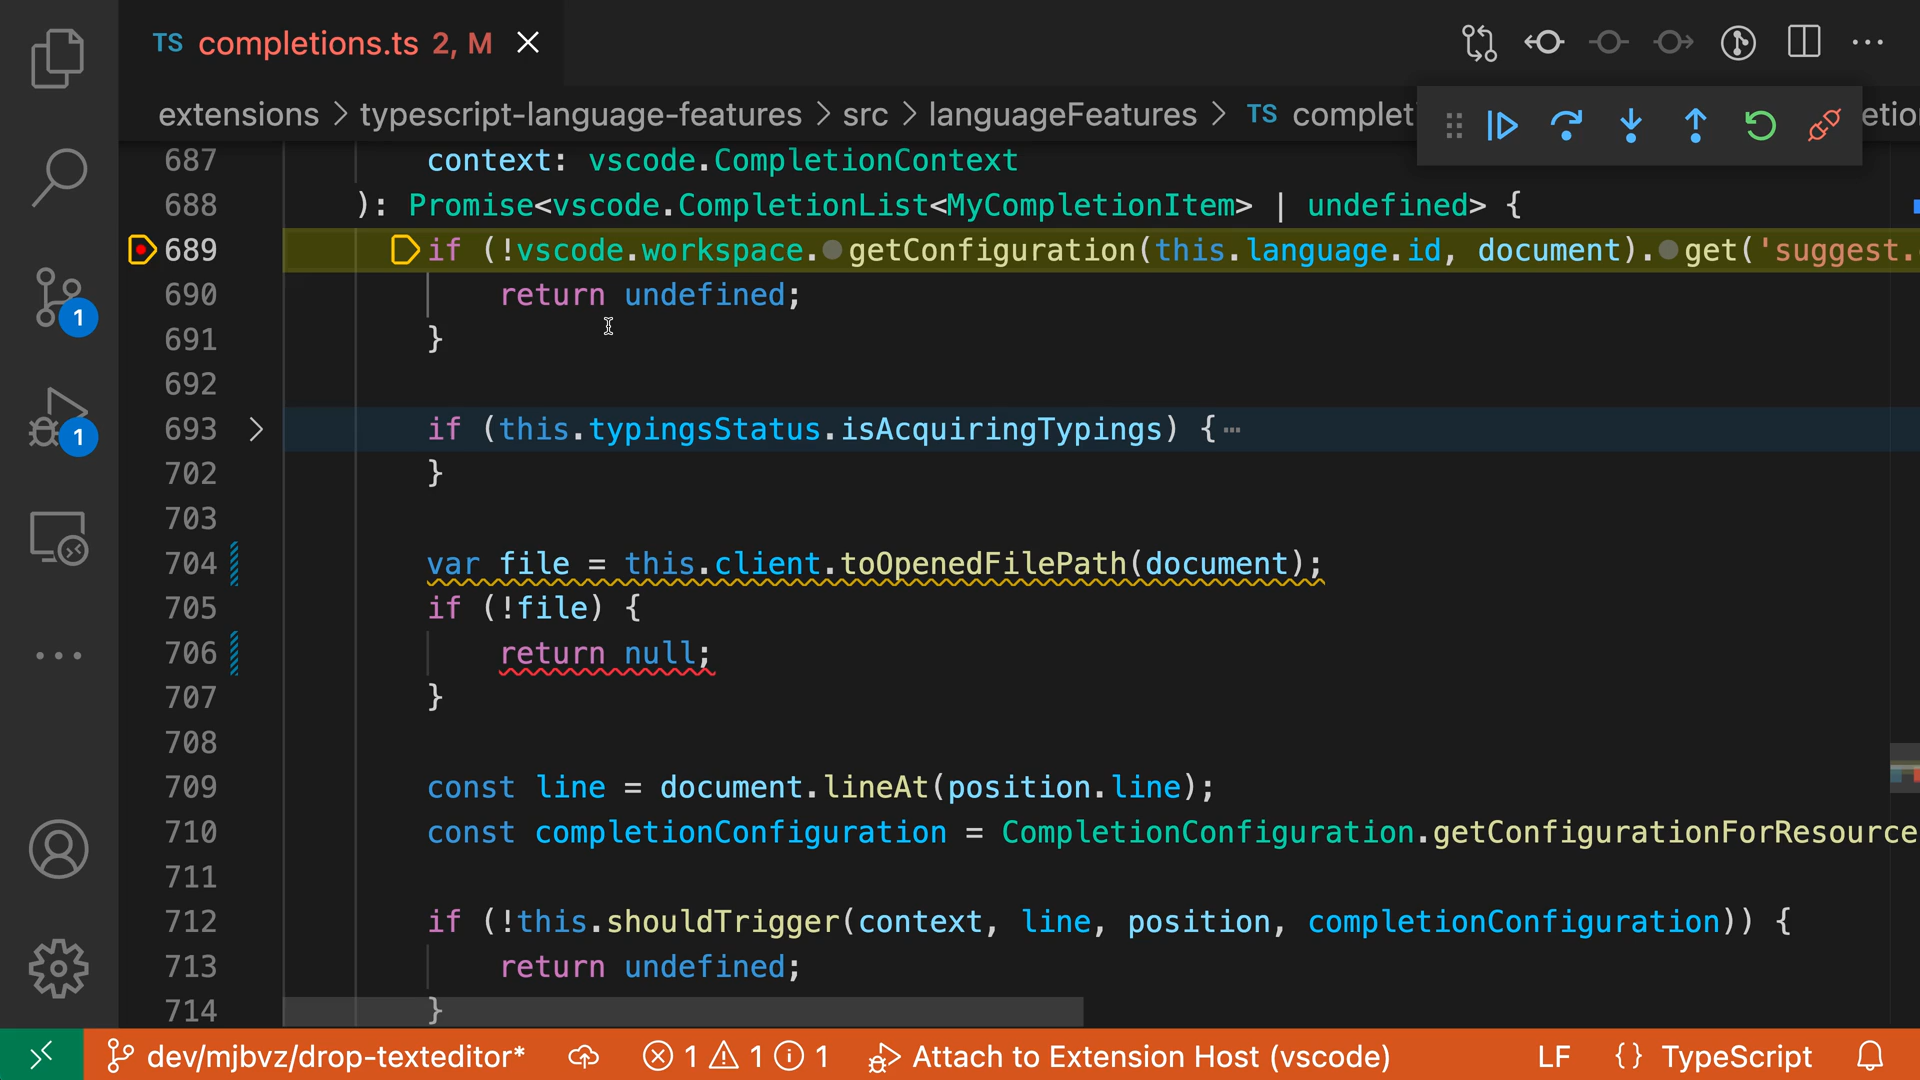 TS completions.ts 2, M
extensions > typescript-language-features > src > languageFeatures > TS complet
etio
687 context: vscode.CompletionContext
688 ): Promise<vscode.CompletionList<MyCompletionItem> | undefined> {
689 if (!vscode.workspace.getConfiguration(this.language.id, document).get('suggest.
690 return undefined;
691 }
692
693 if (this.typingsStatus.isAcquiringTypings) {⋯
702 }
703
704 var file = this.client.toOpenedFilePath(document);
705 if (!file) {
706 return null;
707 }
708
709 const line = document.lineAt(position.line);
710 const completionConfiguration = CompletionConfiguration.getConfigurationForResource
711
712 if (!this.shouldTrigger(context, line, position, completionConfiguration)) {
713 return undefined;
714 }
1
1
dev/mjbvz/drop-texteditor* 1 1 1 Attach to Extension Host (vscode) LF {} TypeScript